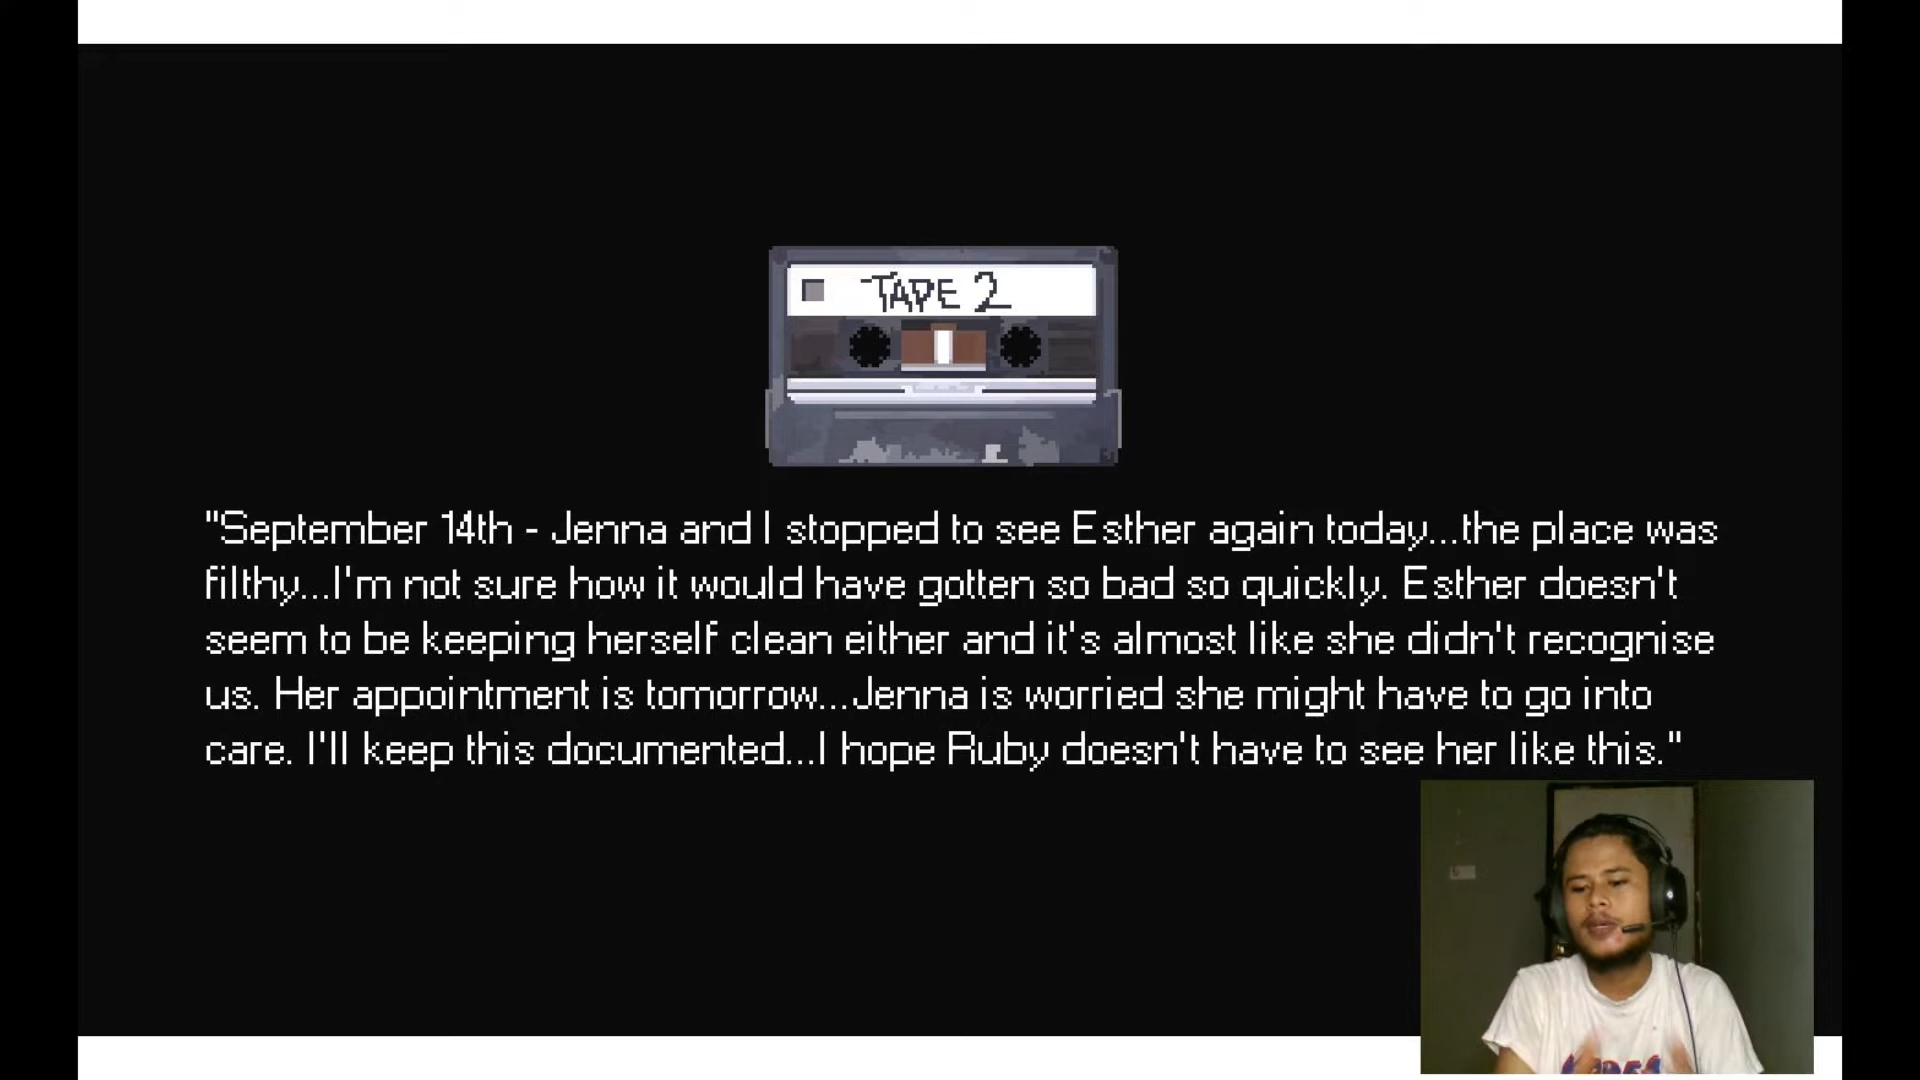 TAPE 2
"September 14th - Jenna and I stopped to see Esther again today...the place was
filthy...I'm not sure how it would have gotten so bad so quickly. Esther doesn't
seem to be keeping herself clean either and it's almost like she didn't recognise
us. Her appointment is tomorrow...Jenna is worried she might have to go into
care. I'll keep this documented...I hope Ruby doesn't have to see her like this."